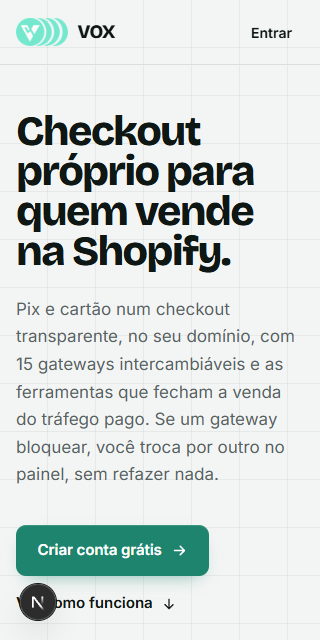 VOX
Entrar
Checkout
próprio para
quem vende
na Shopify.
Pix e cartão num checkout
transparente, no seu domínio, com
15 gateways intercambiáveis e as
ferramentas que fecham a venda
do tráfego pago. Se um gateway
bloquear, você troca por outro no
painel, sem refazer nada.
Criar conta grátis →
N
omo funciona ↓